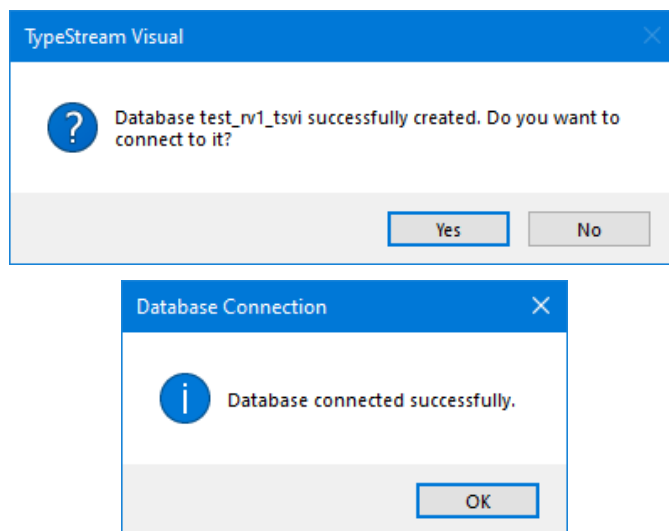 TypeStream Visual
Database test_rv1_tsvi successfully created. Do you want to
connect to it?
Yes
No
Database Connection
Database connected successfully.
OK